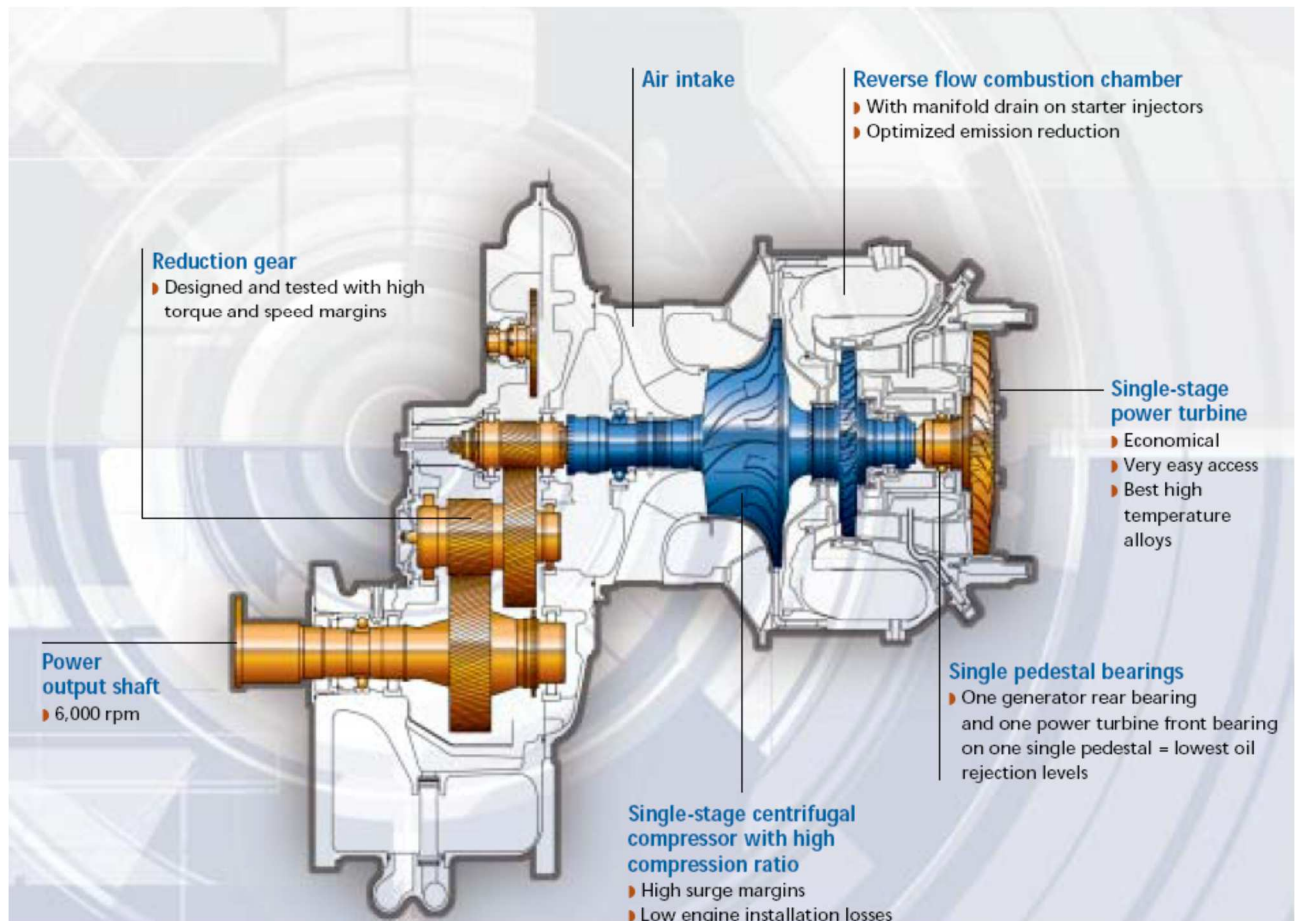 Air intake
Reverse flow combustion chamber
With manifold drain on starter injectors
Optimized emission reduction
Reduction gear
Designed and tested with high
torque and speed margins
Single-stage
power turbine
Economical
Very easy access
Best high
temperature
alloys
Power
output shaft
6,000 rpm
Single pedestal bearings
One generator rear bearing
and one power turbine front bearing
on one single pedestal = lowest oil
rejection levels
Single-stage centrifugal
compressor with high
compression ratio
High surge margins
Low engine installation losses